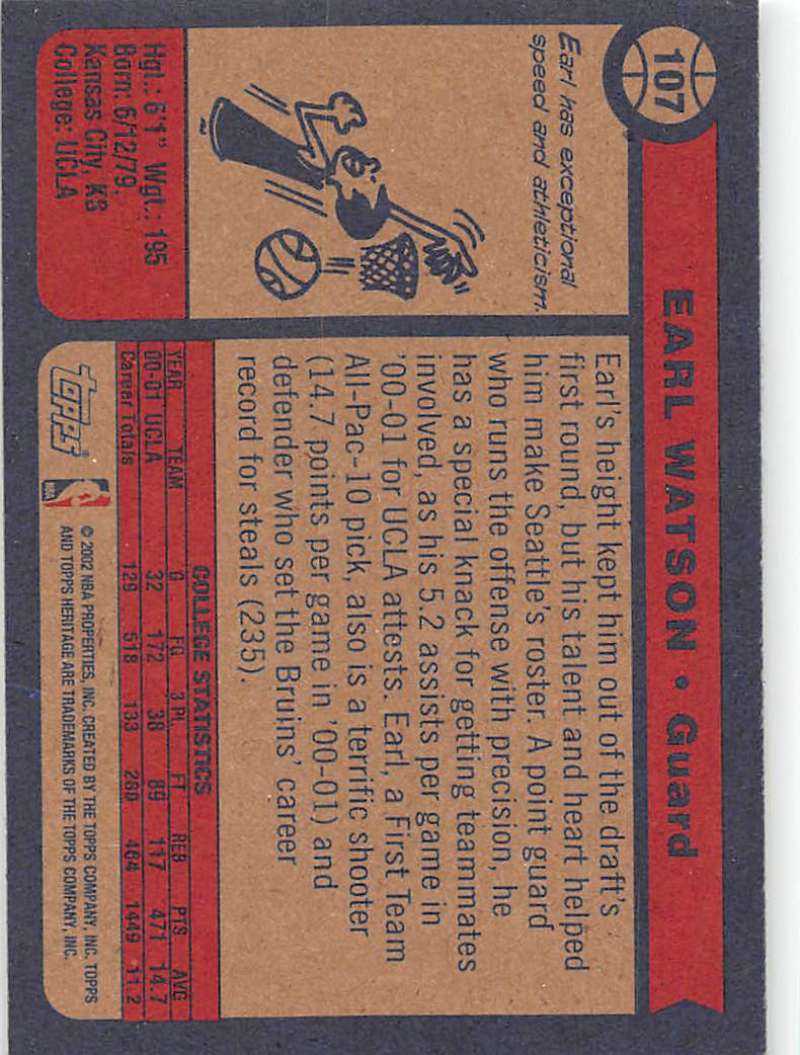 107
EARL WATSON • Guard
Earl has exceptional
speed and athleticism.
Hgt.: 6'1" Wgt.: 195
Born: 6/12/79,
Kansas City, KS
College: UCLA
Earl's height kept him out of the draft's
first round, but his talent and heart helped
him make Seattle's roster. A point guard
who runs the offense with precision, he
has a special knack for getting teammates
involved, as his 5.2 assists per game in
'00-01 for UCLA attests. Earl, a First Team
All-Pac-10 pick, also is a terrific shooter
(14.7 points per game in '00-01) and
defender who set the Bruins' career
record for steals (235).
COLLEGE STATISTICS
YEAR TEAM G FG 3 Pt. FT REB PTS AVG
00-01 UCLA 32 172 38 89 117 471 14.7
Career Totals 129 518 133 280 464 1449 11.2
topps NBA
© 2002 NBA PROPERTIES, INC. CREATED BY THE TOPPS COMPANY, INC. TOPPS
AND TOPPS HERITAGE ARE TRADEMARKS OF THE TOPPS COMPANY, INC.